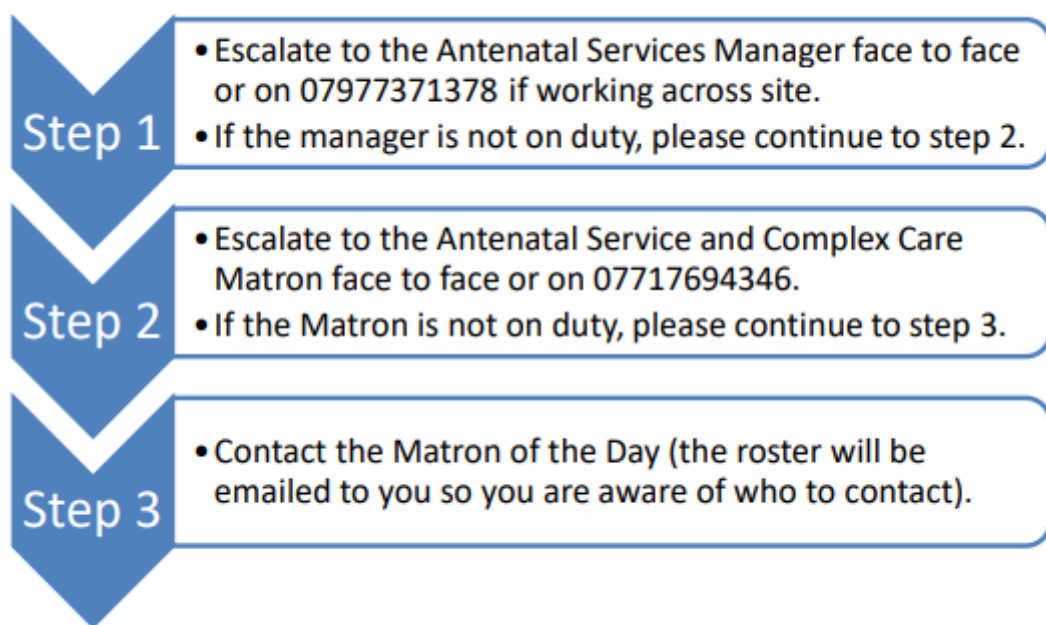 Step 1
• Escalate to the Antenatal Services Manager face to face
or on 07977371378 if working across site.
• If the manager is not on duty, please continue to step 2.
Step 2
• Escalate to the Antenatal Service and Complex Care
Matron face to face or on 07717694346.
• If the Matron is not on duty, please continue to step 3.
Step 3
• Contact the Matron of the Day (the roster will be
emailed to you so you are aware of who to contact).